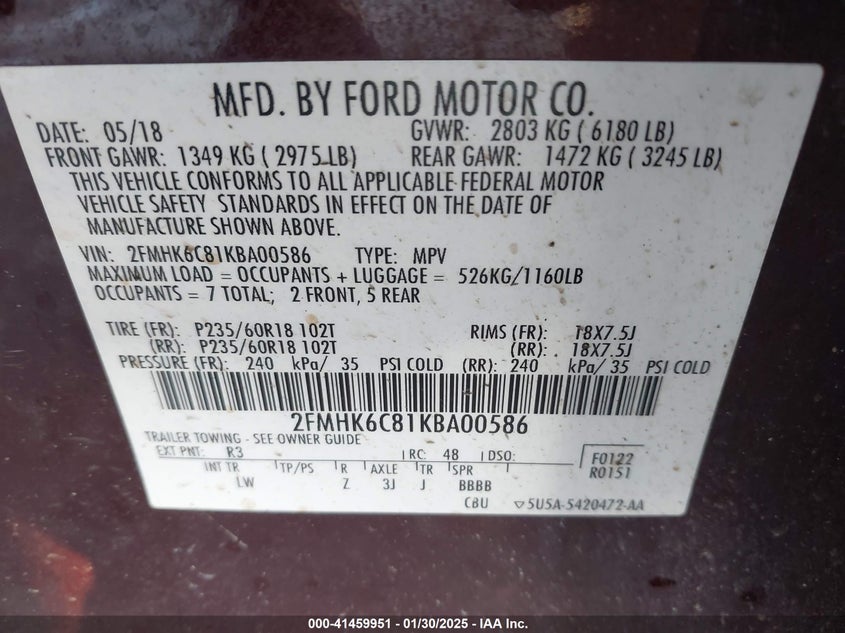 MFD. BY FORD MOTOR CO.
DATE: 05/18 GVWR: 2803 KG ( 6180 LB)
FRONT GAWR: 1349 KG ( 2975 LB) REAR GAWR: 1472 KG ( 3245 LB)
THIS VEHICLE CONFORMS TO ALL APPLICABLE FEDERAL MOTOR
VEHICLE SAFETY STANDARDS IN EFFECT ON THE DATE OF
MANUFACTURE SHOWN ABOVE.
VIN: 2FMHK6C81KBA00586 TYPE: MPV
MAXIMUM LOAD = OCCUPANTS + LUGGAGE = 526KG/1160LB
OCCUPANTS = 7 TOTAL; 2 FRONT, 5 REAR
TIRE (FR): P235/60R18 102T RIMS (FR): 18X7.5J
(RR): P235/60R18 102T (RR): 18X7.5J
PRESSURE (FR): 240 kPa/ 35 PSI COLD (RR): 240 kPa/ 35 PSI COLD
2FMHK6C81KBA00586
TRAILER TOWING - SEE OWNER GUIDE
EXT PNT: R3 RC: 48 DSO: F0122
INT TR TP/PS R AXLE TR SPR R0151
LW Z 3J J BBBB
CBU ▽5U5A-5420472-AA
000-41459951 | 01/30/2025 - IAA Inc.